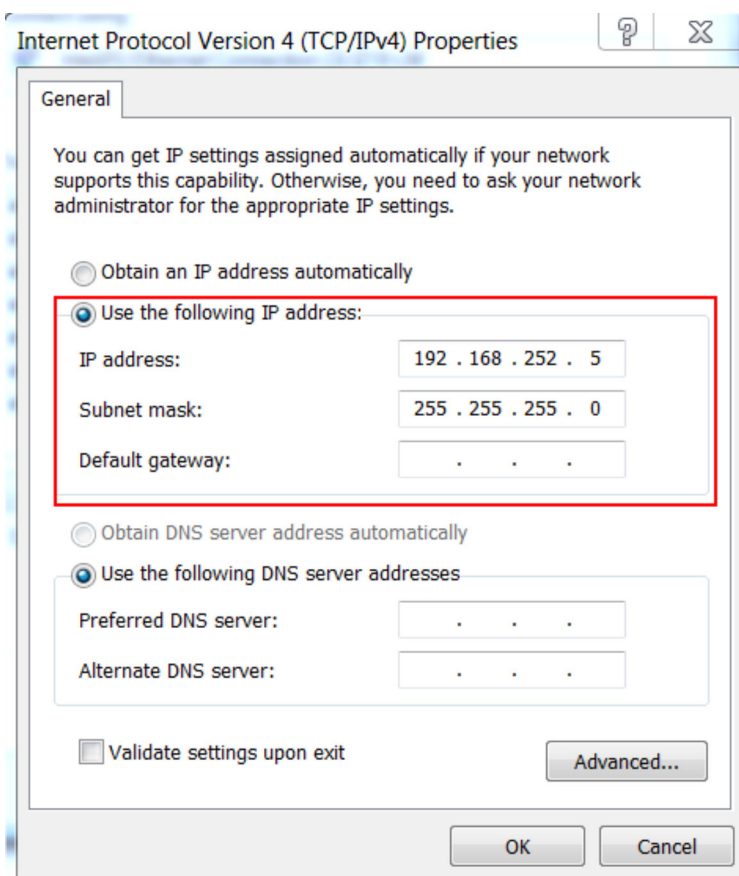 Internet Protocol Version 4 (TCP/IPv4) Properties
General
You can get IP settings assigned automatically if your network
supports this capability. Otherwise, you need to ask your network
administrator for the appropriate IP settings.
Obtain an IP address automatically
Use the following IP address:
IP address: 192 . 168 . 252 . 5
Subnet mask: 255 . 255 . 255 . 0
Default gateway: . . .
Obtain DNS server address automatically
Use the following DNS server addresses
Preferred DNS server: . . .
Alternate DNS server: . . .
Validate settings upon exit
Advanced...
OK Cancel